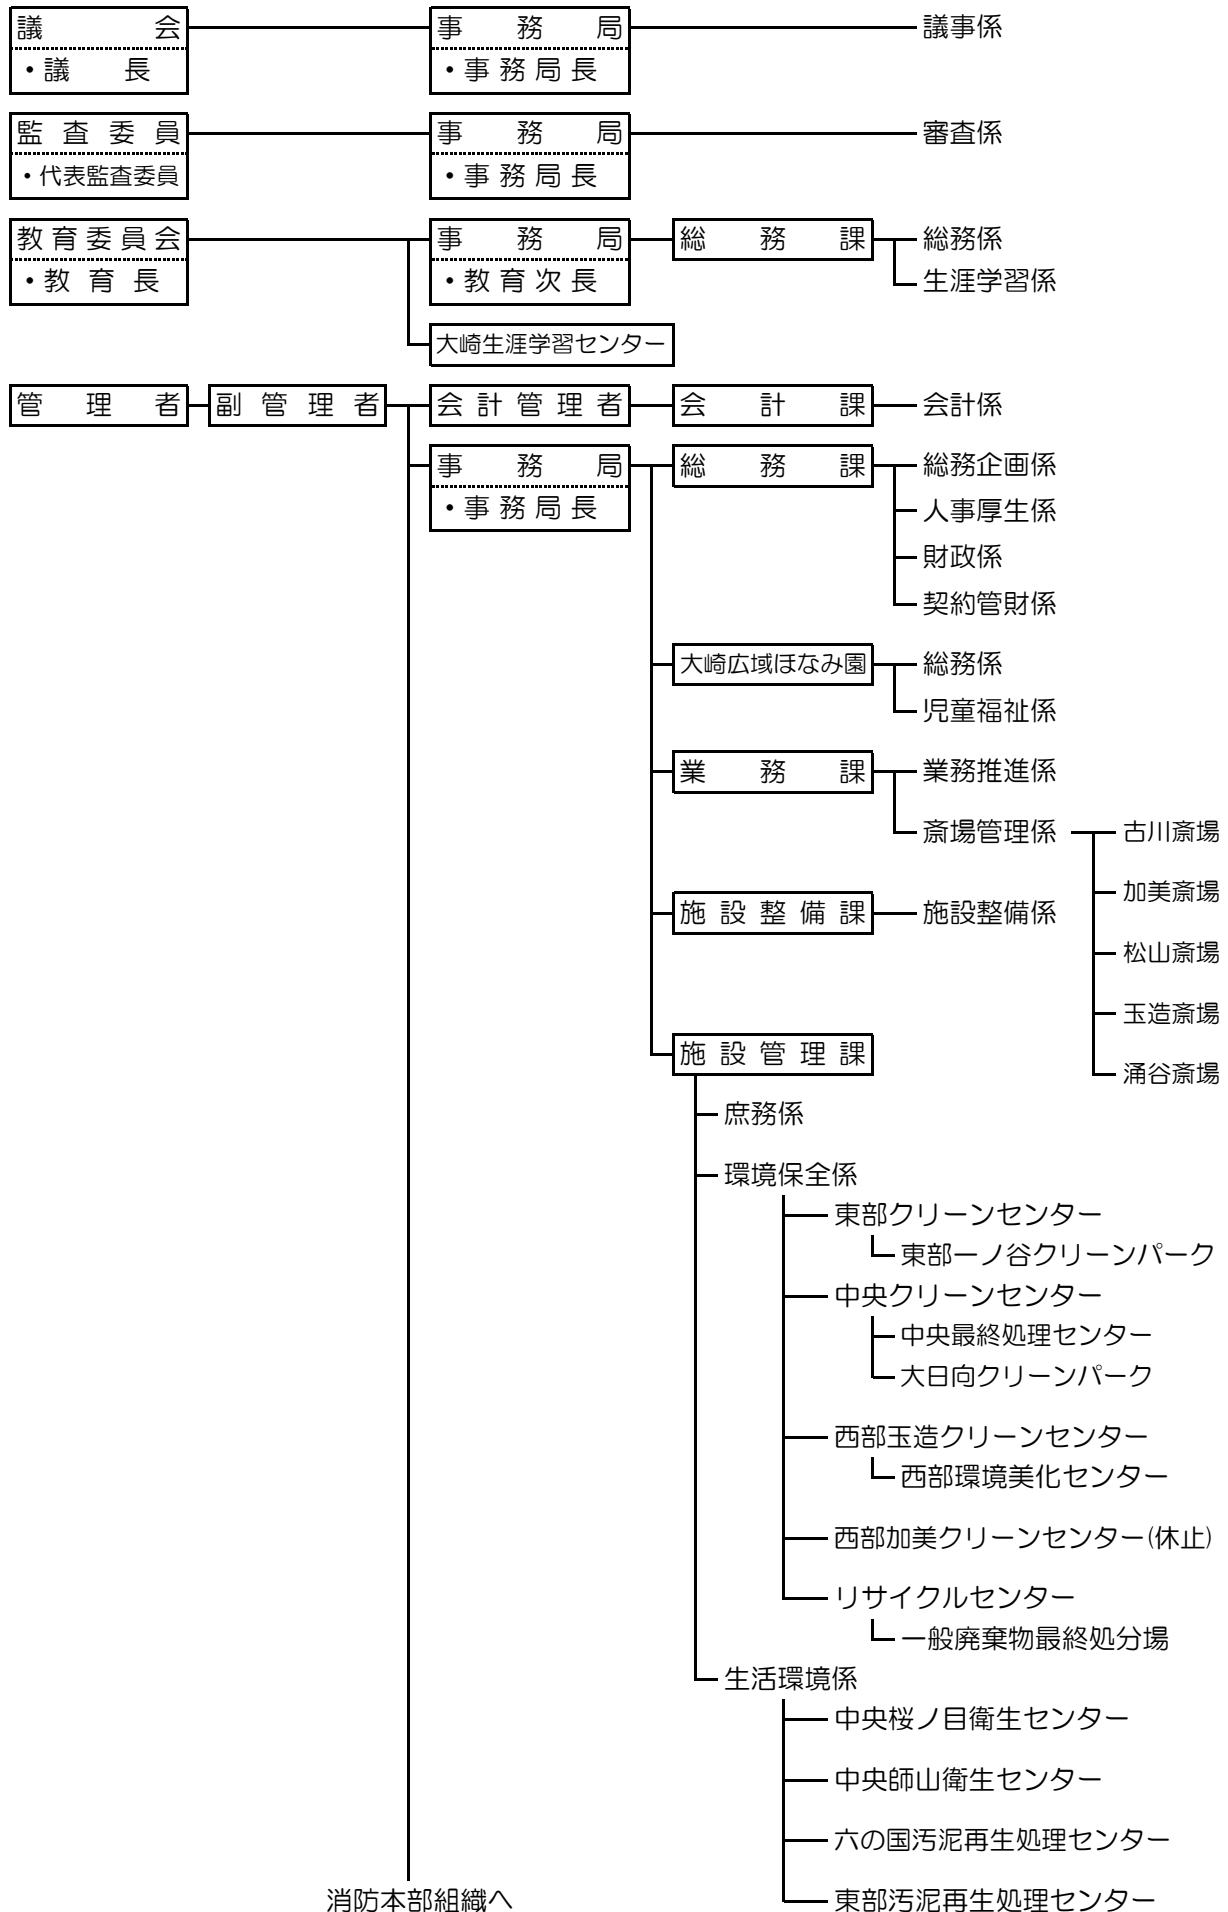 議会 事務局 議事係
・議長 ・事務局長
監査委員 事務局 審査係
・代表監査委員 ・事務局長
教育委員会 事務局 総務課 総務係
・教育長 ・教育次長 生涯学習係
大崎生涯学習センター
管理者 副管理者 会計管理者 会計課 会計係
事務局 総務課 総務企画係
・事務局長 人事厚生係
財政係
契約管財係
大崎広域ほなみ園 総務係
児童福祉係
業務課 業務推進係
斎場管理係 古川斎場
加美斎場
施設整備課 施設整備係
松山斎場
玉造斎場
施設管理課
涌谷斎場
庶務係
環境保全係
東部クリーンセンター
東部一ノ谷クリーンパーク
中央クリーンセンター
中央最終処理センター
大日向クリーンパーク
西部玉造クリーンセンター
西部環境美化センター
西部加美クリーンセンター(休止)
リサイクルセンター
一般廃棄物最終処分場
生活環境係
中央桜ノ目衛生センター
中央師山衛生センター
六の国汚泥再生処理センター
消防本部組織へ 東部汚泥再生処理センター